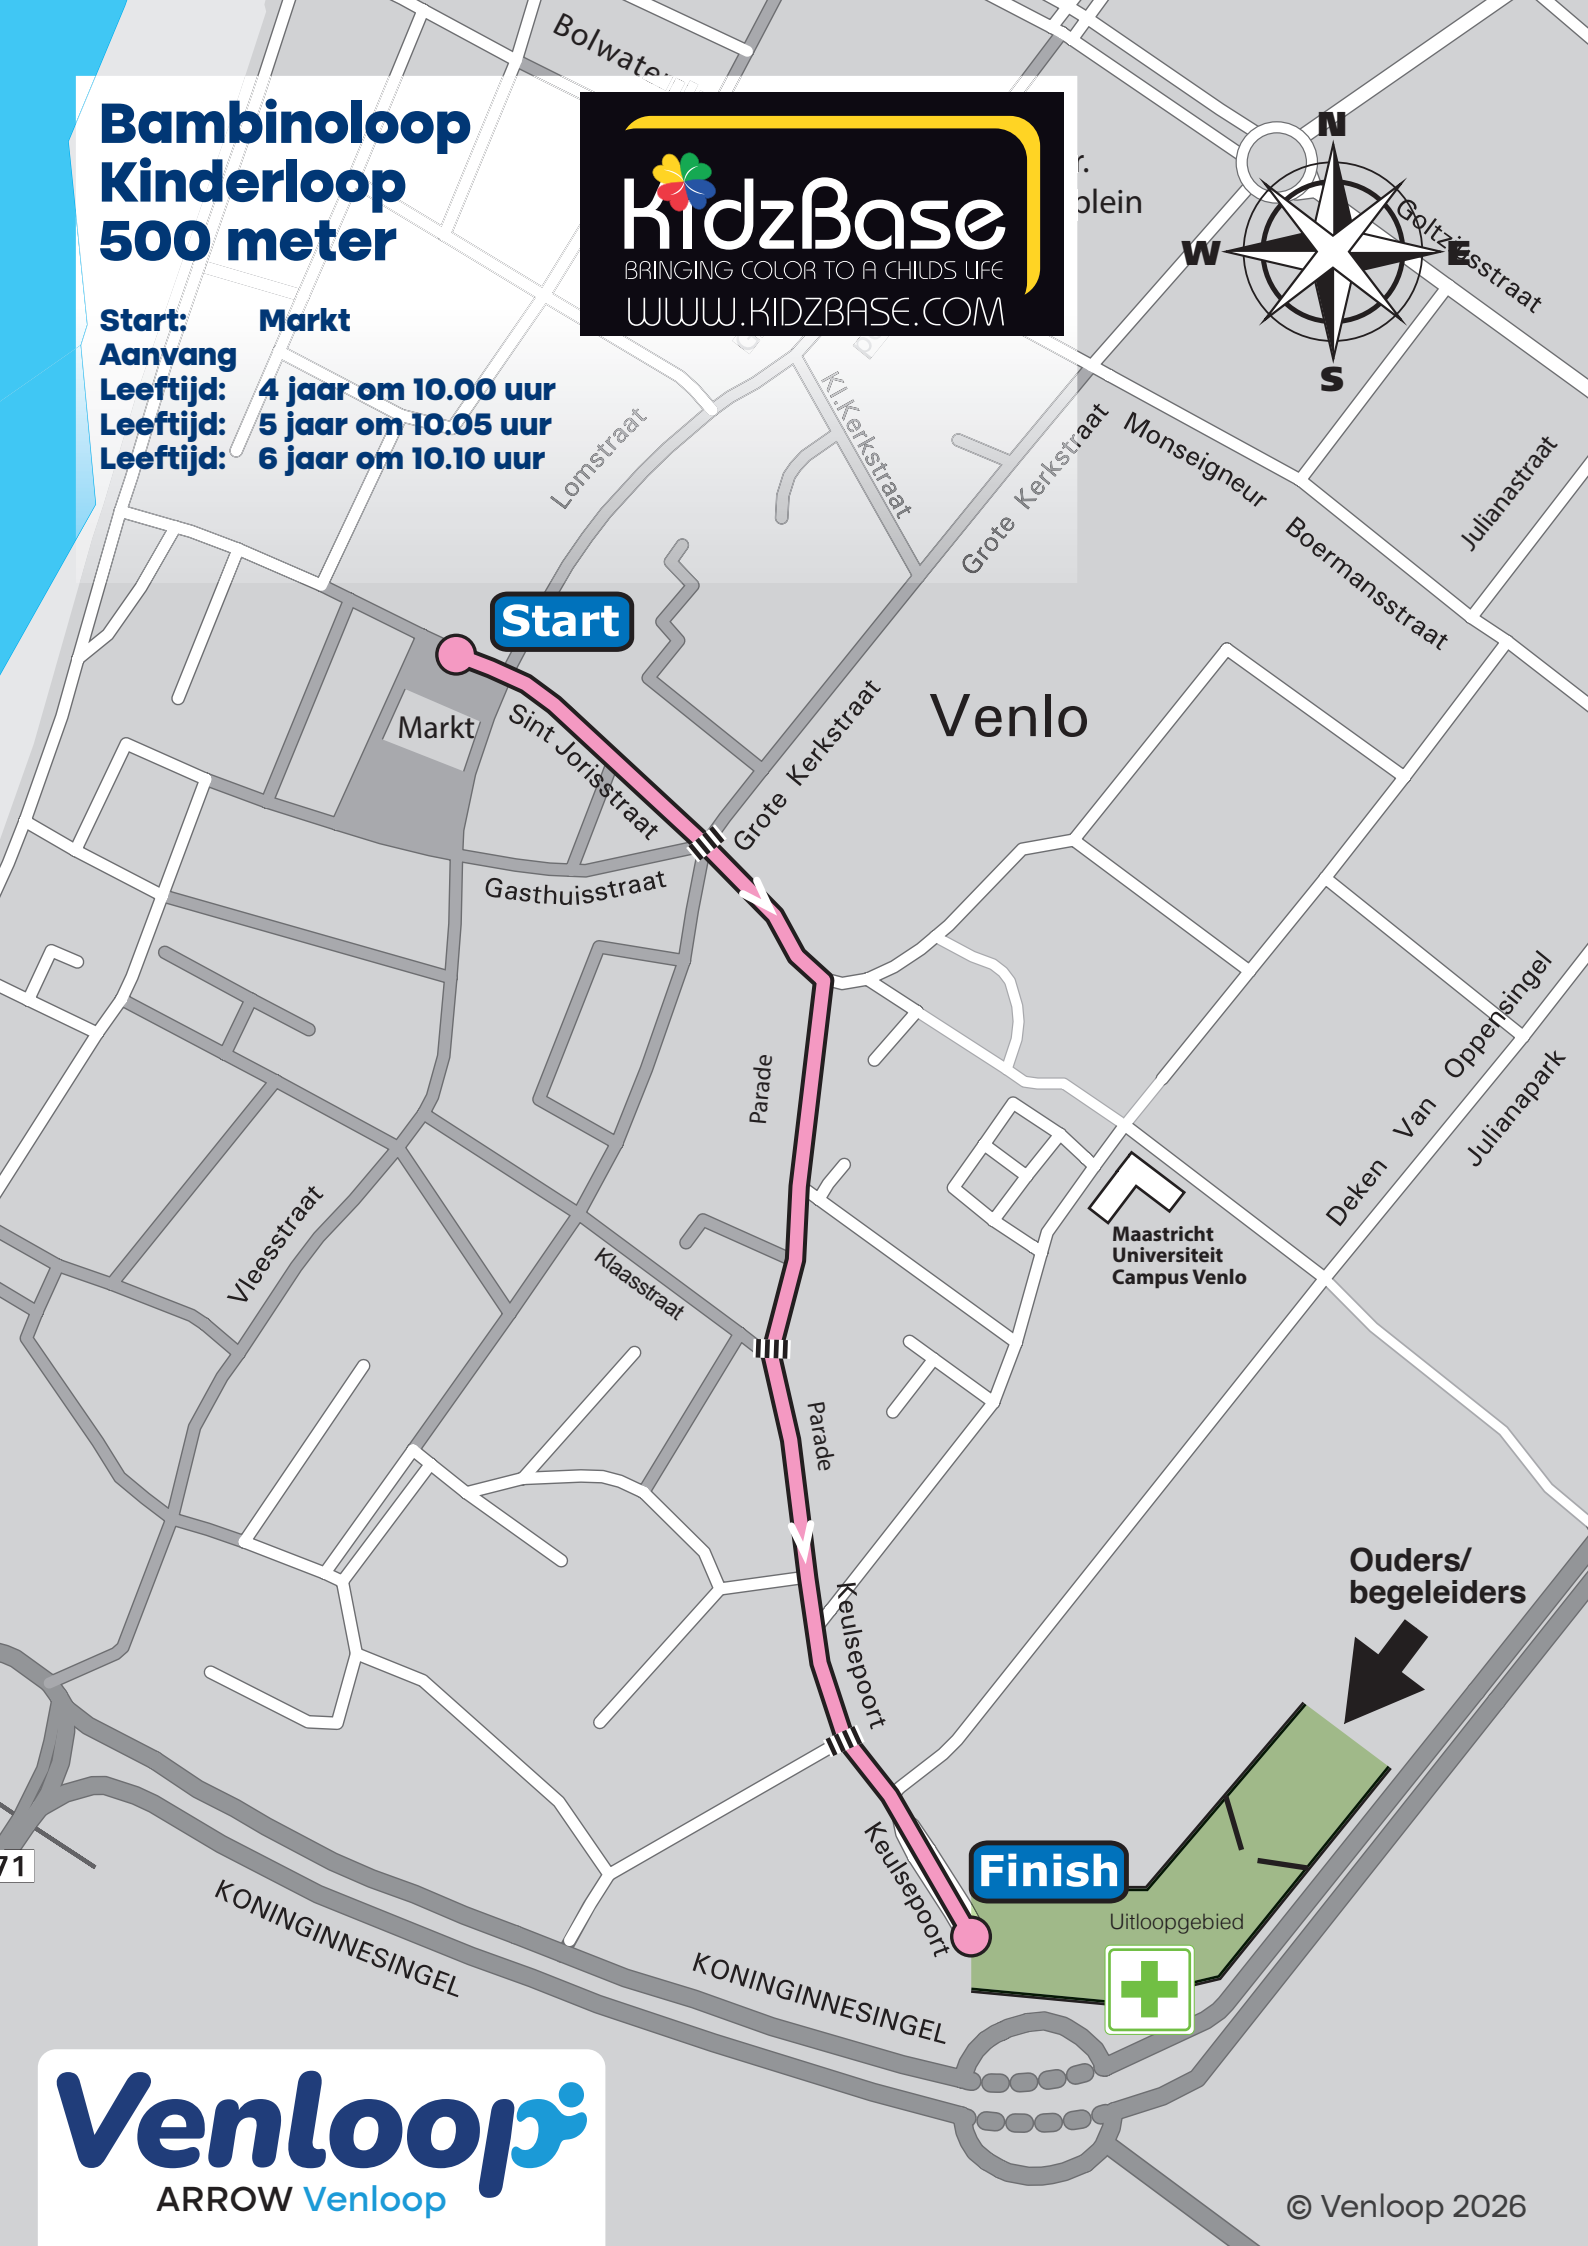 Bolwate
Bambinoloop
Kinderloop
500 meter
Start: Markt
Aanvang
Leeftijd: 4 jaar om 10.00 uur
Leeftijd: 5 jaar om 10.05 uur
Leeftijd: 6 jaar om 10.10 uur
KidzBase
BRINGING COLOR TO A CHILDS LIFE
WWW.KIDZBASE.COM
r.
plein
N
W
E
S
Goltziusstraat
Lomstraat
Kl.Kerkstraat
Grote Kerkstraat
Monseigneur Boermansstraat
Julianastraat
Start
Markt
Sint Jorisstraat
Grote Kerkstraat
Venlo
Gasthuisstraat
Parade
Deken Van Oppensingel
Julianapark
Vleesstraat
Klaasstraat
Maastricht
Universiteit
Campus Venlo
Parade
Keulsepoort
Ouders/
begeleiders
Keulsepoort
Finish
Uitloopgebied
71
KONINGINNESINGEL
KONINGINNESINGEL
Venloop
ARROW Venloop
© Venloop 2026